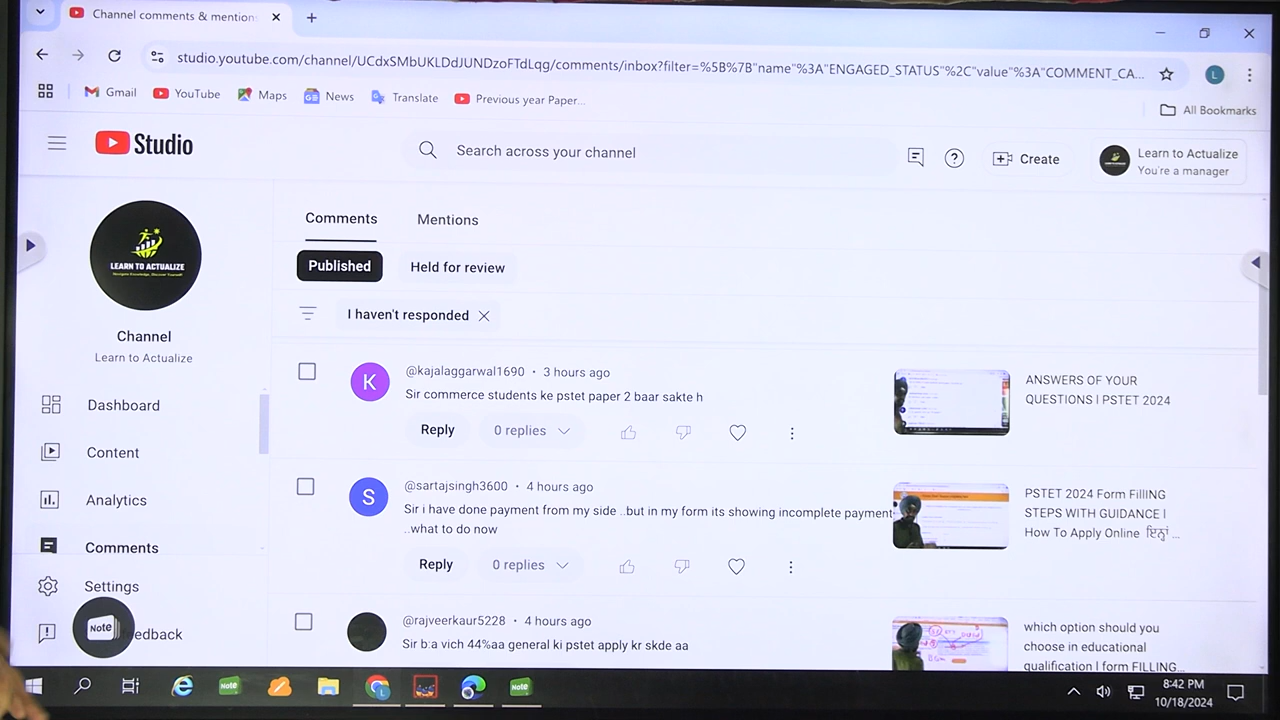 Channel comments & mention
studio.youtube.com/channel/UCdxSMbUKLDdJUNDzoFTdLqg/comments/inbox?filter=%5B%7B"name"%3A"ENGAGED_STATUS"%2C"value"%3A"COMMENT_CA...
L
Gmail
YouTube
Maps
News
Translate
Previous year Paper...
All Bookmarks
Studio
Search across your channel
Create
Learn to Actualize
You're a manager
LEARN TO ACTUALIZE
Channel
Learn to Actualize
Dashboard
Content
Analytics
Comments
Settings
Note
edback
Comments
Mentions
Published
Held for review
I haven't responded
K
@kajalaggarwal1690 • 3 hours ago
Sir commerce students ke pstet paper 2 baar sakte h
Reply
0 replies
ANSWERS OF YOUR
QUESTIONS I PSTET 2024
S
@sartajsingh3600 • 4 hours ago
Sir i have done payment from my side ..but in my form its showing incomplete payment
..what to do now
Reply
0 replies
PSTET 2024 Form FillING
STEPS WITH GUIDANCE I
How To Apply Online ਇਨ੍ਹਾਂ ...
@rajveerkaur5228 • 4 hours ago
Sir b.a vich 44%aa general ki pstet apply kr skde aa
which option should you
choose in educational
qualification I form FILLING...
Note
L
Note
8:42 PM
10/18/2024